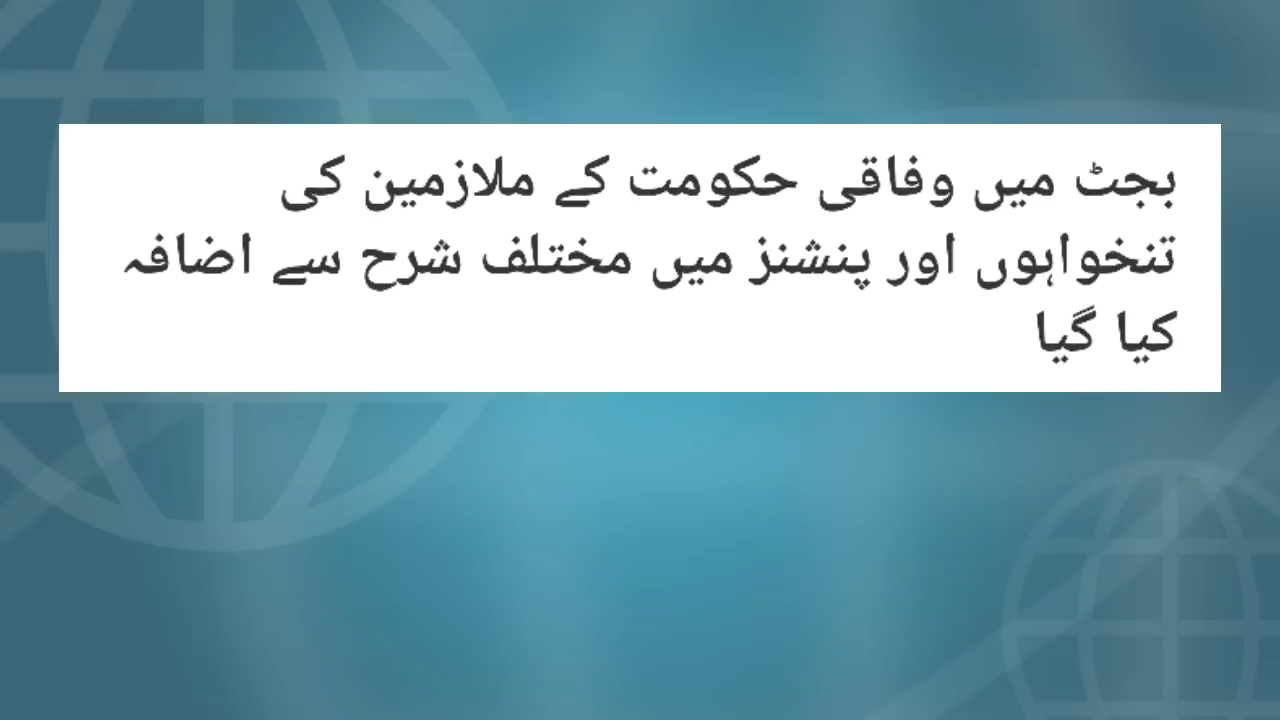 بجٹ میں وفاقی حکومت کے ملازمین کی
تنخواہوں اور پنشنز میں مختلف شرح سے اضافہ
کیا گیا